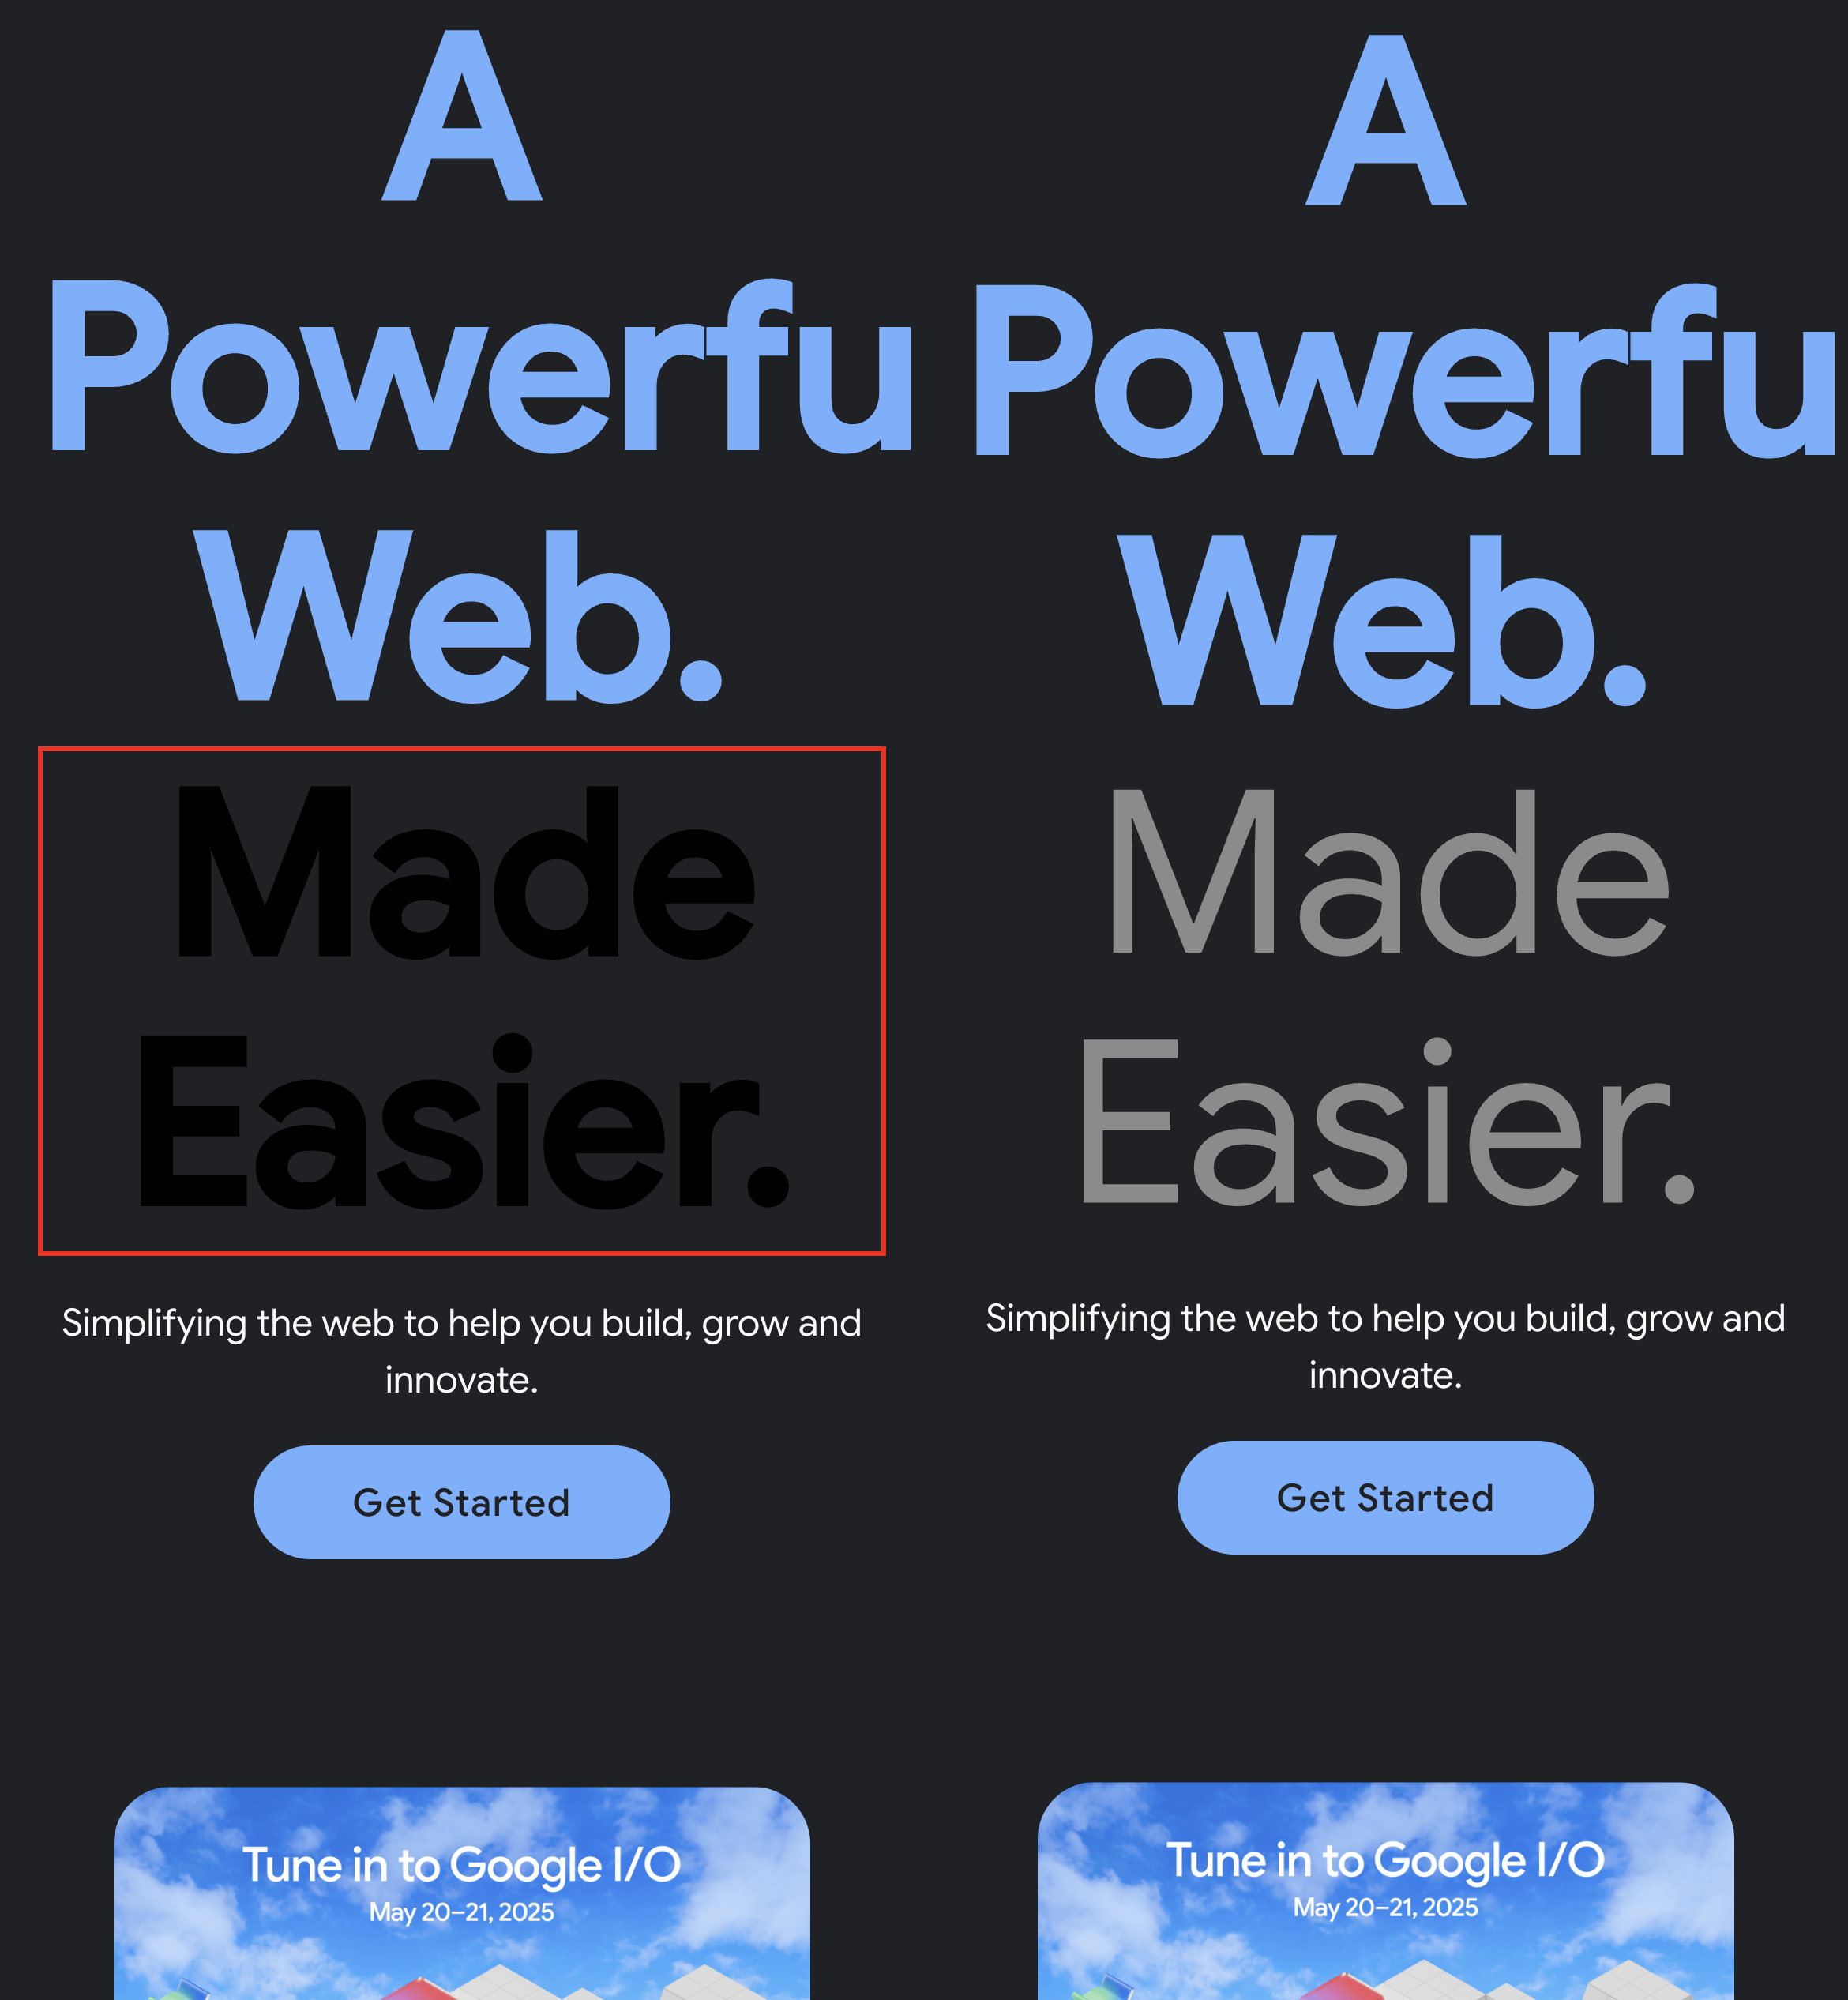 A
Powerfu
Web.
Made
Easier.
Simplifying the web to help you build, grow and
innovate.
Get Started
Tune in to Google I/O
May 20–21, 2025
A
Powerfu
Web.
Made
Easier.
Simplifying the web to help you build, grow and
innovate.
Get Started
Tune in to Google I/O
May 20–21, 2025